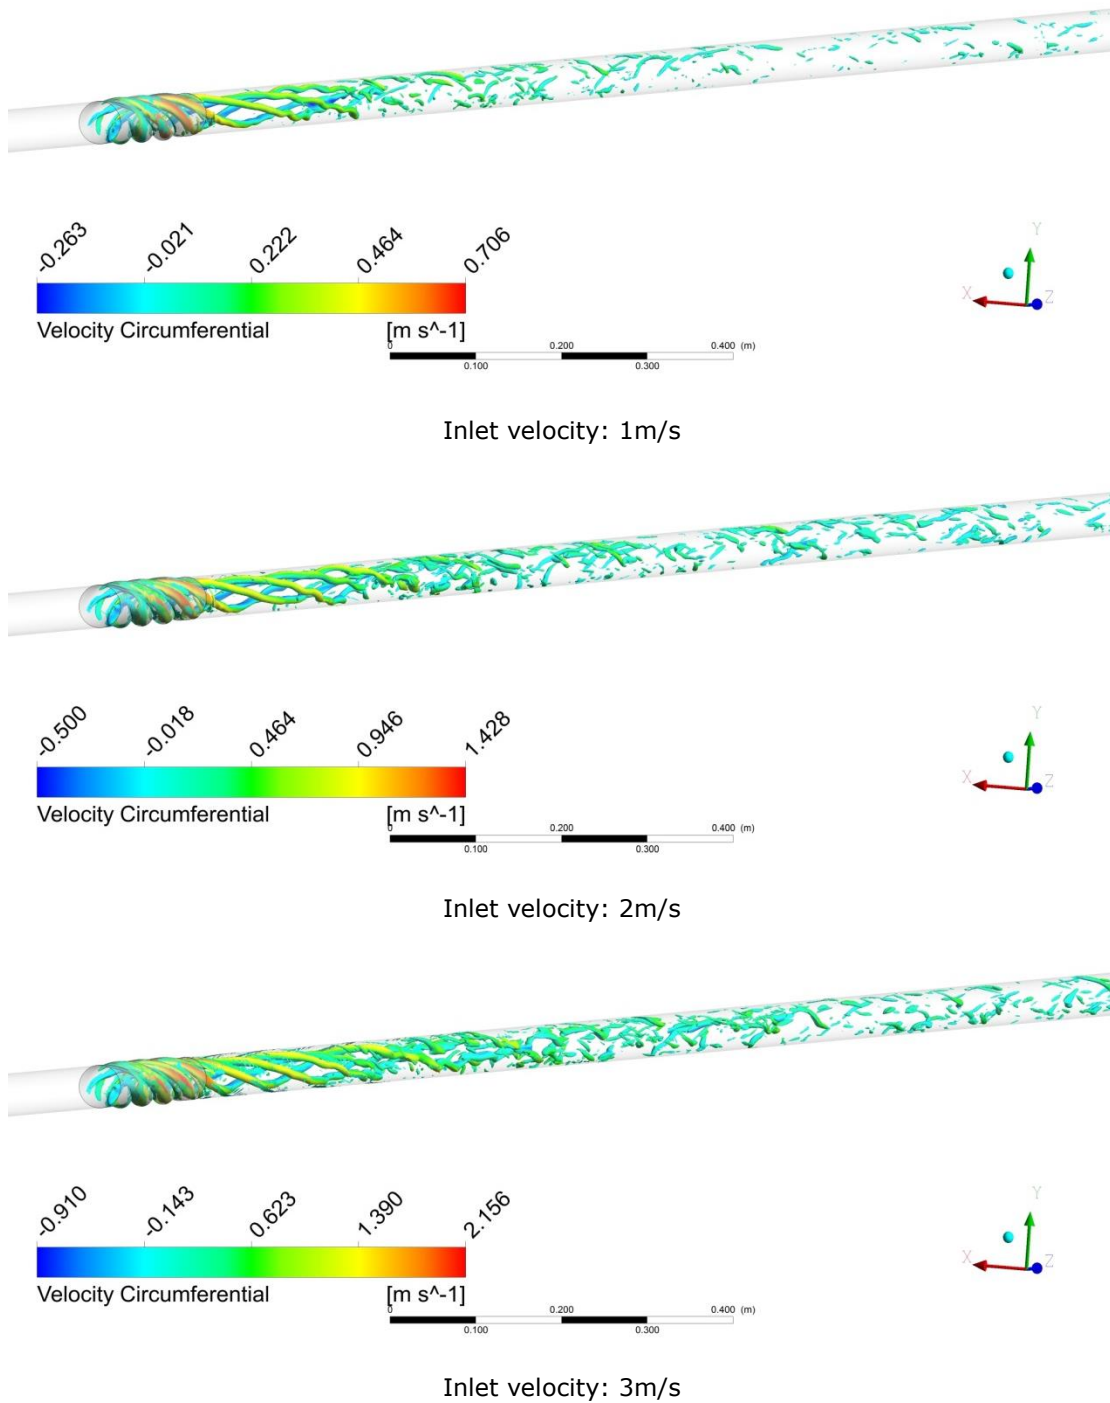 -0.263 -0.021 0.222 0.464 0.706
Velocity Circumferential [m s^-1]
Y
X Z
0 0.200 0.400 (m)
0.100 0.300
Inlet velocity: 1m/s
-0.500 -0.018 0.464 0.946 1.428
Velocity Circumferential [m s^-1]
Y
X Z
0 0.200 0.400 (m)
0.100 0.300
Inlet velocity: 2m/s
-0.910 -0.143 0.623 1.390 2.156
Velocity Circumferential [m s^-1]
Y
X Z
0 0.200 0.400 (m)
0.100 0.300
Inlet velocity: 3m/s